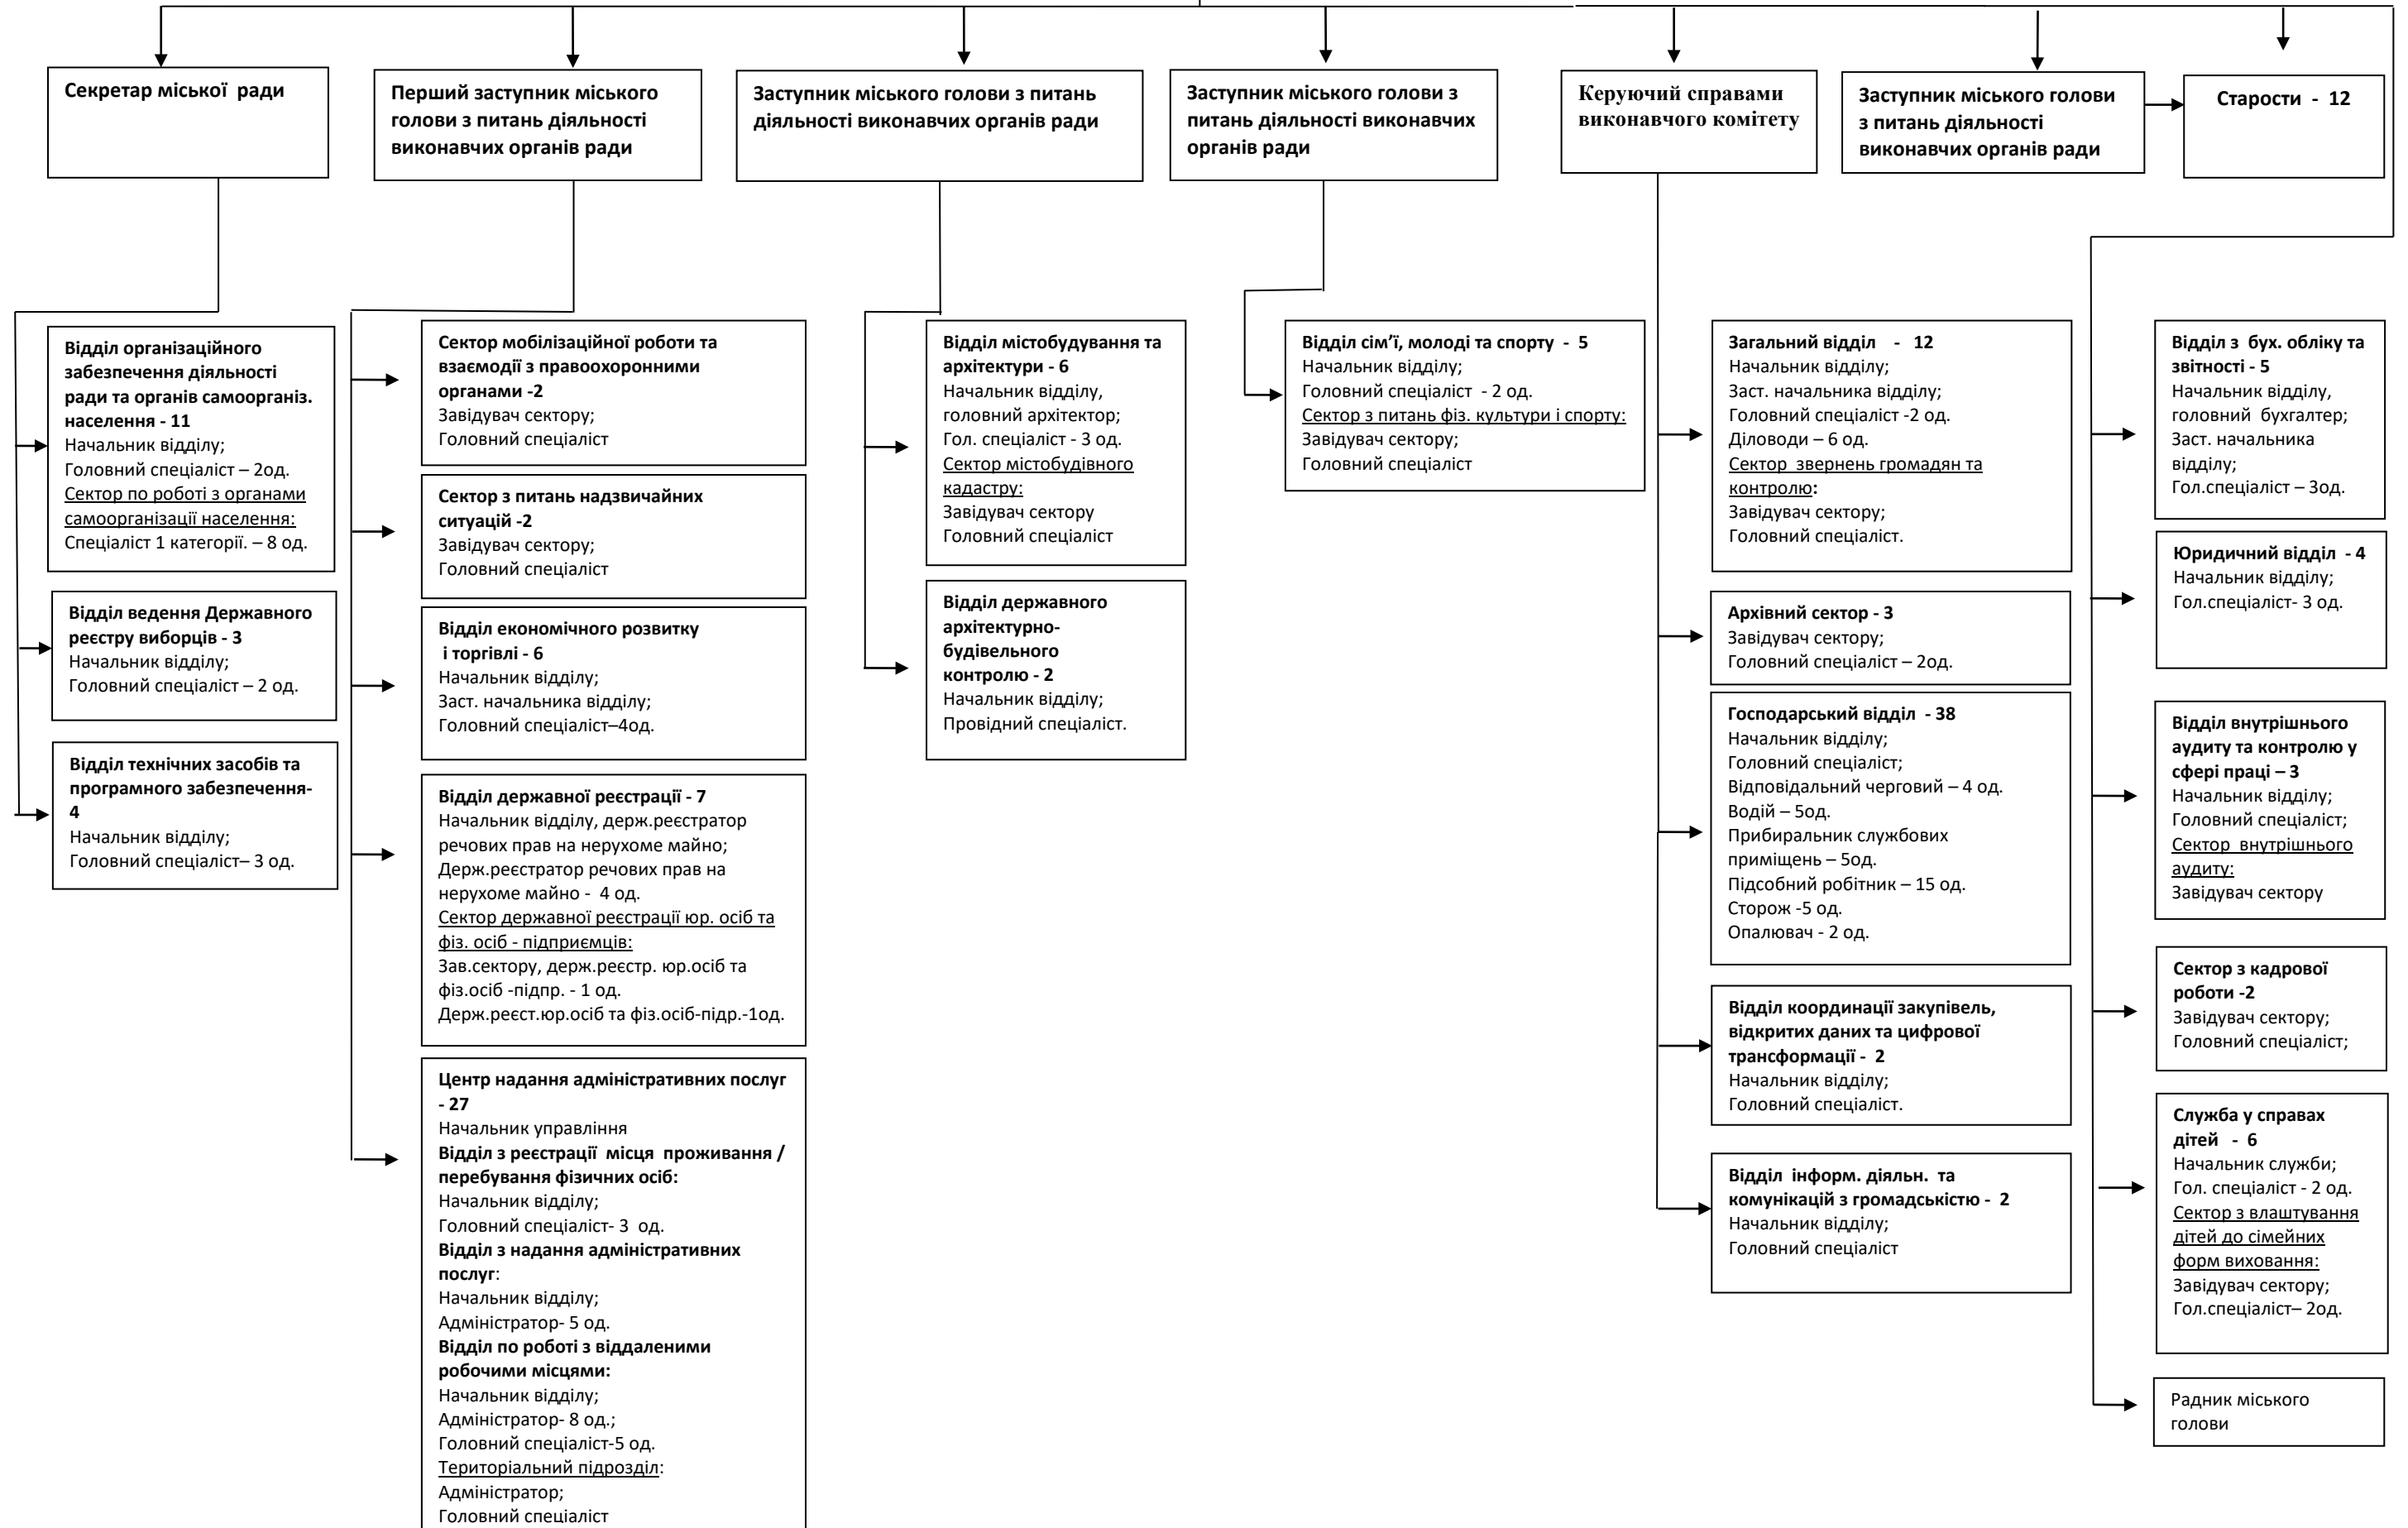 Секретар міської ради
Перший заступник міського
голови з питань діяльності
виконавчих органів ради
Заступник міського голови з питань
діяльності виконавчих органів ради
Заступник міського голови з
питань діяльності виконавчих
органів ради
Керуючий справами
виконавчого комітету
Заступник міського голови
з питань діяльності
виконавчих органів ради
Старости - 12
Відділ організаційного
забезпечення діяльності
ради та органів самоорганіз.
населення - 11
Начальник відділу;
Головний спеціаліст – 2од.
Сектор по роботі з органами
самоорганізації населення:
Спеціаліст 1 категорії. – 8 од.
Відділ ведення Державного
реєстру виборців - 3
Начальник відділу;
Головний спеціаліст – 2 од.
Відділ технічних засобів та
програмного забезпечення-
4
Начальник відділу;
Головний спеціаліст– 3 од.
Сектор мобілізаційної роботи та
взаємодії з правоохоронними
органами -2
Завідувач сектору;
Головний спеціаліст
Сектор з питань надзвичайних
ситуацій -2
Завідувач сектору;
Головний спеціаліст
Відділ економічного розвитку
і торгівлі - 6
Начальник відділу;
Заст. начальника відділу;
Головний спеціаліст–4од.
Відділ державної реєстрації - 7
Начальник відділу, держ.реєстратор
речових прав на нерухоме майно;
Держ.реєстратор речових прав на
нерухоме майно - 4 од.
Сектор державної реєстрації юр. осіб та
фіз. осіб - підприємців:
Зав.сектору, держ.реєстр. юр.осіб та
фіз.осіб -підпр. - 1 од.
Держ.реєст.юр.осіб та фіз.осіб-підр.-1од.
Центр надання адміністративних послуг
- 27
Начальник управління
Відділ з реєстрації місця проживання /
перебування фізичних осіб:
Начальник відділу;
Головний спеціаліст- 3 од.
Відділ з надання адміністративних
послуг:
Начальник відділу;
Адміністратор- 5 од.
Відділ по роботі з віддаленими
робочими місцями:
Начальник відділу;
Адміністратор- 8 од.;
Головний спеціаліст-5 од.
Територіальний підрозділ:
Адміністратор;
Головний спеціаліст
Відділ містобудування та
архітектури - 6
Начальник відділу,
головний архітектор;
Гол. спеціаліст - 3 од.
Сектор містобудівного
кадастру:
Завідувач сектору
Головний спеціаліст
Відділ державного
архітектурно-
будівельного
контролю - 2
Начальник відділу;
Провідний спеціаліст.
Відділ сім’ї, молоді та спорту - 5
Начальник відділу;
Головний спеціаліст - 2 од.
Сектор з питань фіз. культури і спорту:
Завідувач сектору;
Головний спеціаліст
Загальний відділ - 12
Начальник відділу;
Заст. начальника відділу;
Головний спеціаліст -2 од.
Діловоди – 6 од.
Сектор звернень громадян та
контролю:
Завідувач сектору;
Головний спеціаліст.
Архівний сектор - 3
Завідувач сектору;
Головний спеціаліст – 2од.
Господарський відділ - 38
Начальник відділу;
Головний спеціаліст;
Відповідальний черговий – 4 од.
Водій – 5од.
Прибиральник службових
приміщень – 5од.
Підсобний робітник – 15 од.
Сторож -5 од.
Опалювач - 2 од.
Відділ координації закупівель,
відкритих даних та цифрової
трансформації - 2
Начальник відділу;
Головний спеціаліст.
Відділ інформ. діяльн. та
комунікацій з громадськістю - 2
Начальник відділу;
Головний спеціаліст
Відділ з бух. обліку та
звітності - 5
Начальник відділу,
головний бухгалтер;
Заст. начальника
відділу;
Гол.спеціаліст – 3од.
Юридичний відділ - 4
Начальник відділу;
Гол.спеціаліст- 3 од.
Відділ внутрішнього
аудиту та контролю у
сфері праці – 3
Начальник відділу;
Головний спеціаліст;
Сектор внутрішнього
аудиту:
Завідувач сектору
Сектор з кадрової
роботи -2
Завідувач сектору;
Головний спеціаліст;
Служба у справах
дітей - 6
Начальник служби;
Гол. спеціаліст - 2 од.
Сектор з влаштування
дітей до сімейних
форм виховання:
Завідувач сектору;
Гол.спеціаліст– 2од.
Радник міського
голови